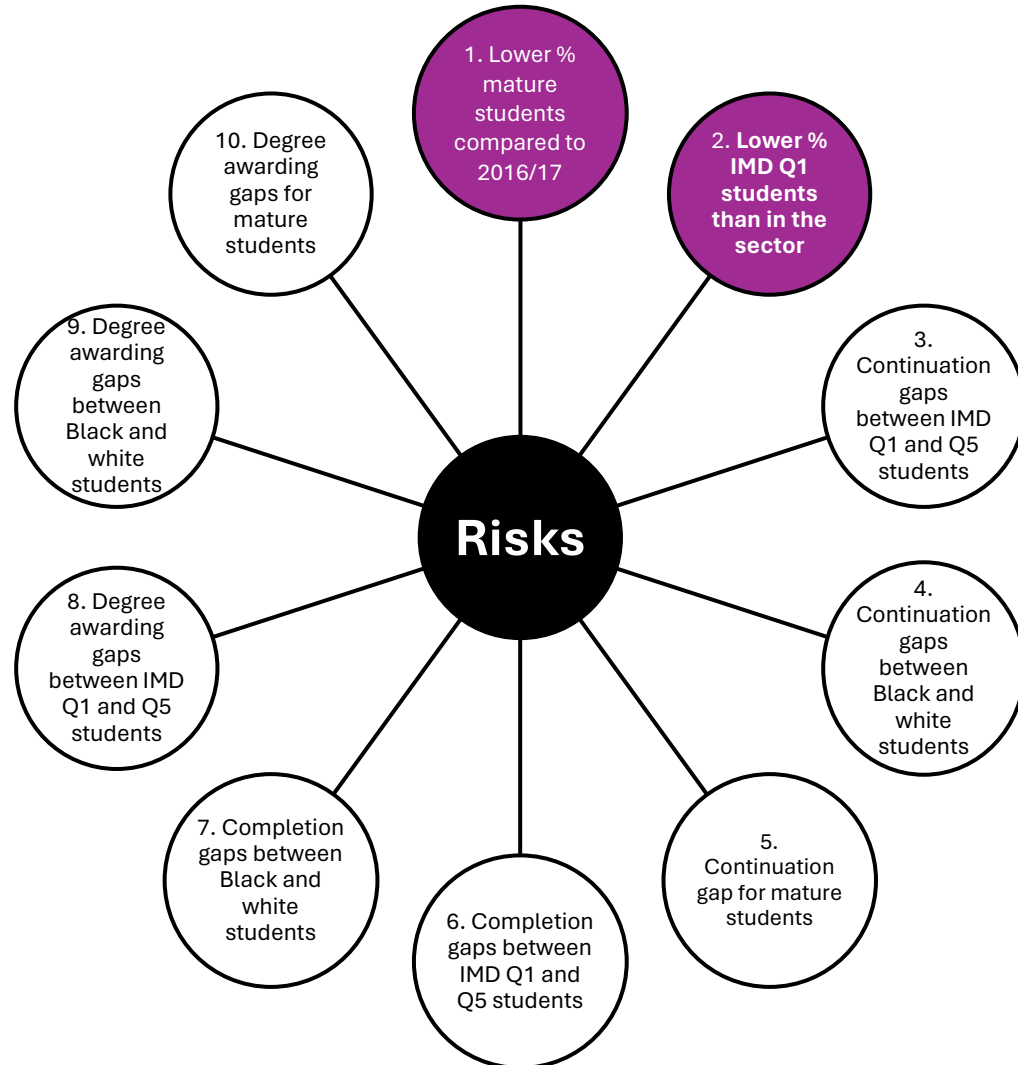 1. Lower %
mature
students
compared to
2016/17
2. Lower %
IMD Q1
students
than in the
sector
3.
Continuation
gaps
between IMD
Q1 and Q5
students
4.
Continuation
gaps
between
Black and
white
students
5.
Continuation
gap for mature
students
6. Completion
gaps between
IMD Q1 and
Q5 students
7. Completion
gaps between
Black and
white
students
8. Degree
awarding
gaps
between IMD
Q1 and Q5
students
9. Degree
awarding
gaps
between
Black and
white
students
10. Degree
awarding
gaps for
mature
students
Risks